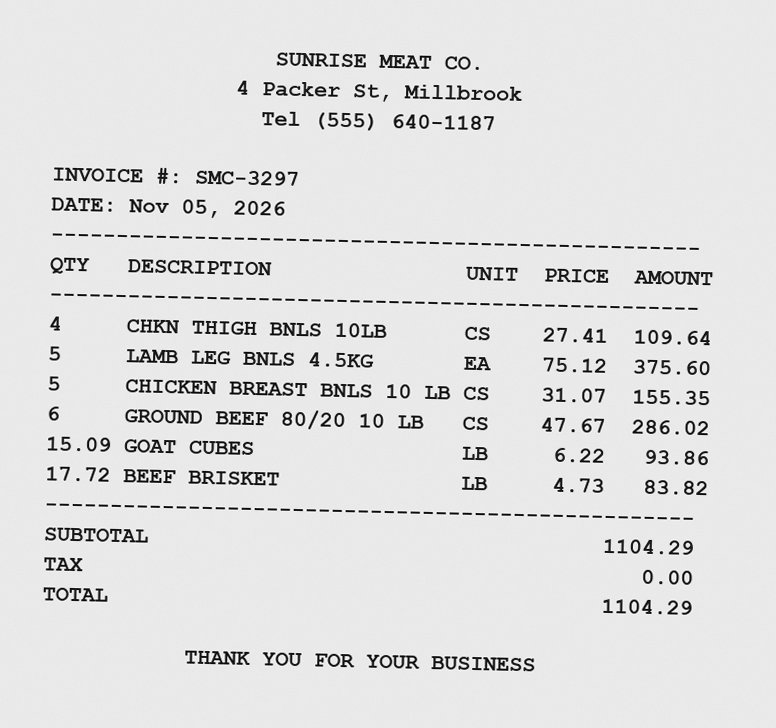 SUNRISE MEAT CO.
4 Packer St, Millbrook
Tel (555) 640-1187
INVOICE #: SMC-3297
DATE: Nov 05, 2026
--------------------------------------------------
QTY DESCRIPTION UNIT PRICE AMOUNT
--------------------------------------------------
4 CHKN THIGH BNLS 10LB CS 27.41 109.64
5 LAMB LEG BNLS 4.5KG EA 75.12 375.60
5 CHICKEN BREAST BNLS 10 LB CS 31.07 155.35
6 GROUND BEEF 80/20 10 LB CS 47.67 286.02
15.09 GOAT CUBES LB 6.22 93.86
17.72 BEEF BRISKET LB 4.73 83.82
--------------------------------------------------
SUBTOTAL 1104.29
TAX 0.00
TOTAL 1104.29
THANK YOU FOR YOUR BUSINESS